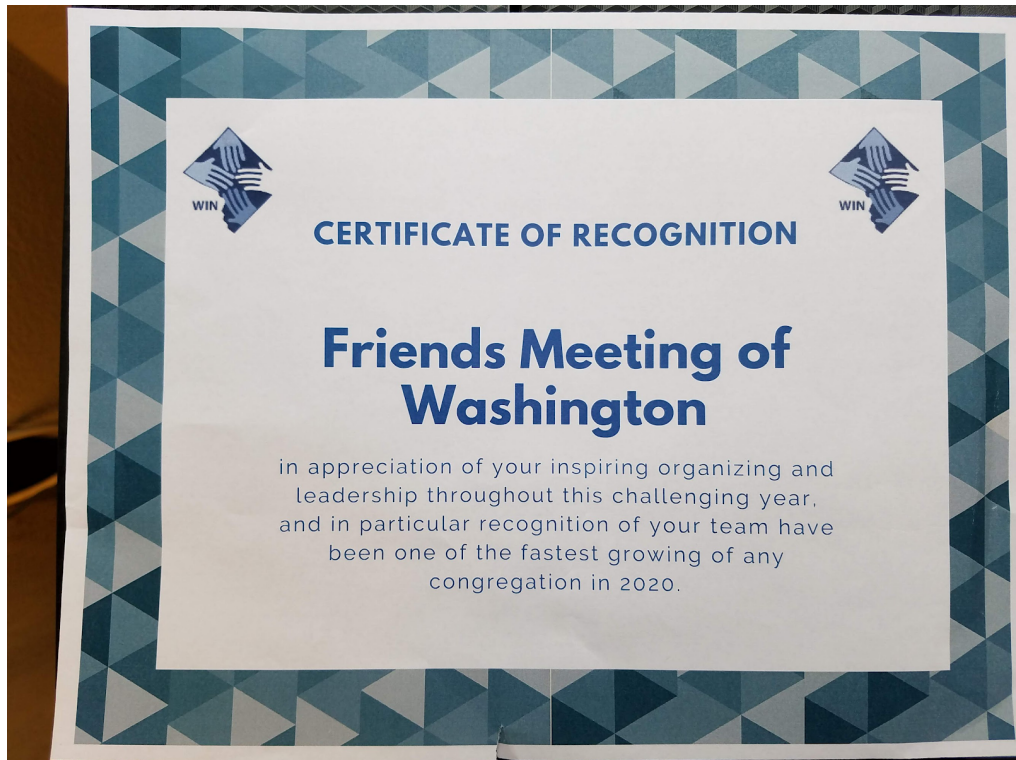 WIN
WIN
CERTIFICATE OF RECOGNITION
Friends Meeting of
Washington
in appreciation of your inspiring organizing and
leadership throughout this challenging year,
and in particular recognition of your team have
been one of the fastest growing of any
congregation in 2020.